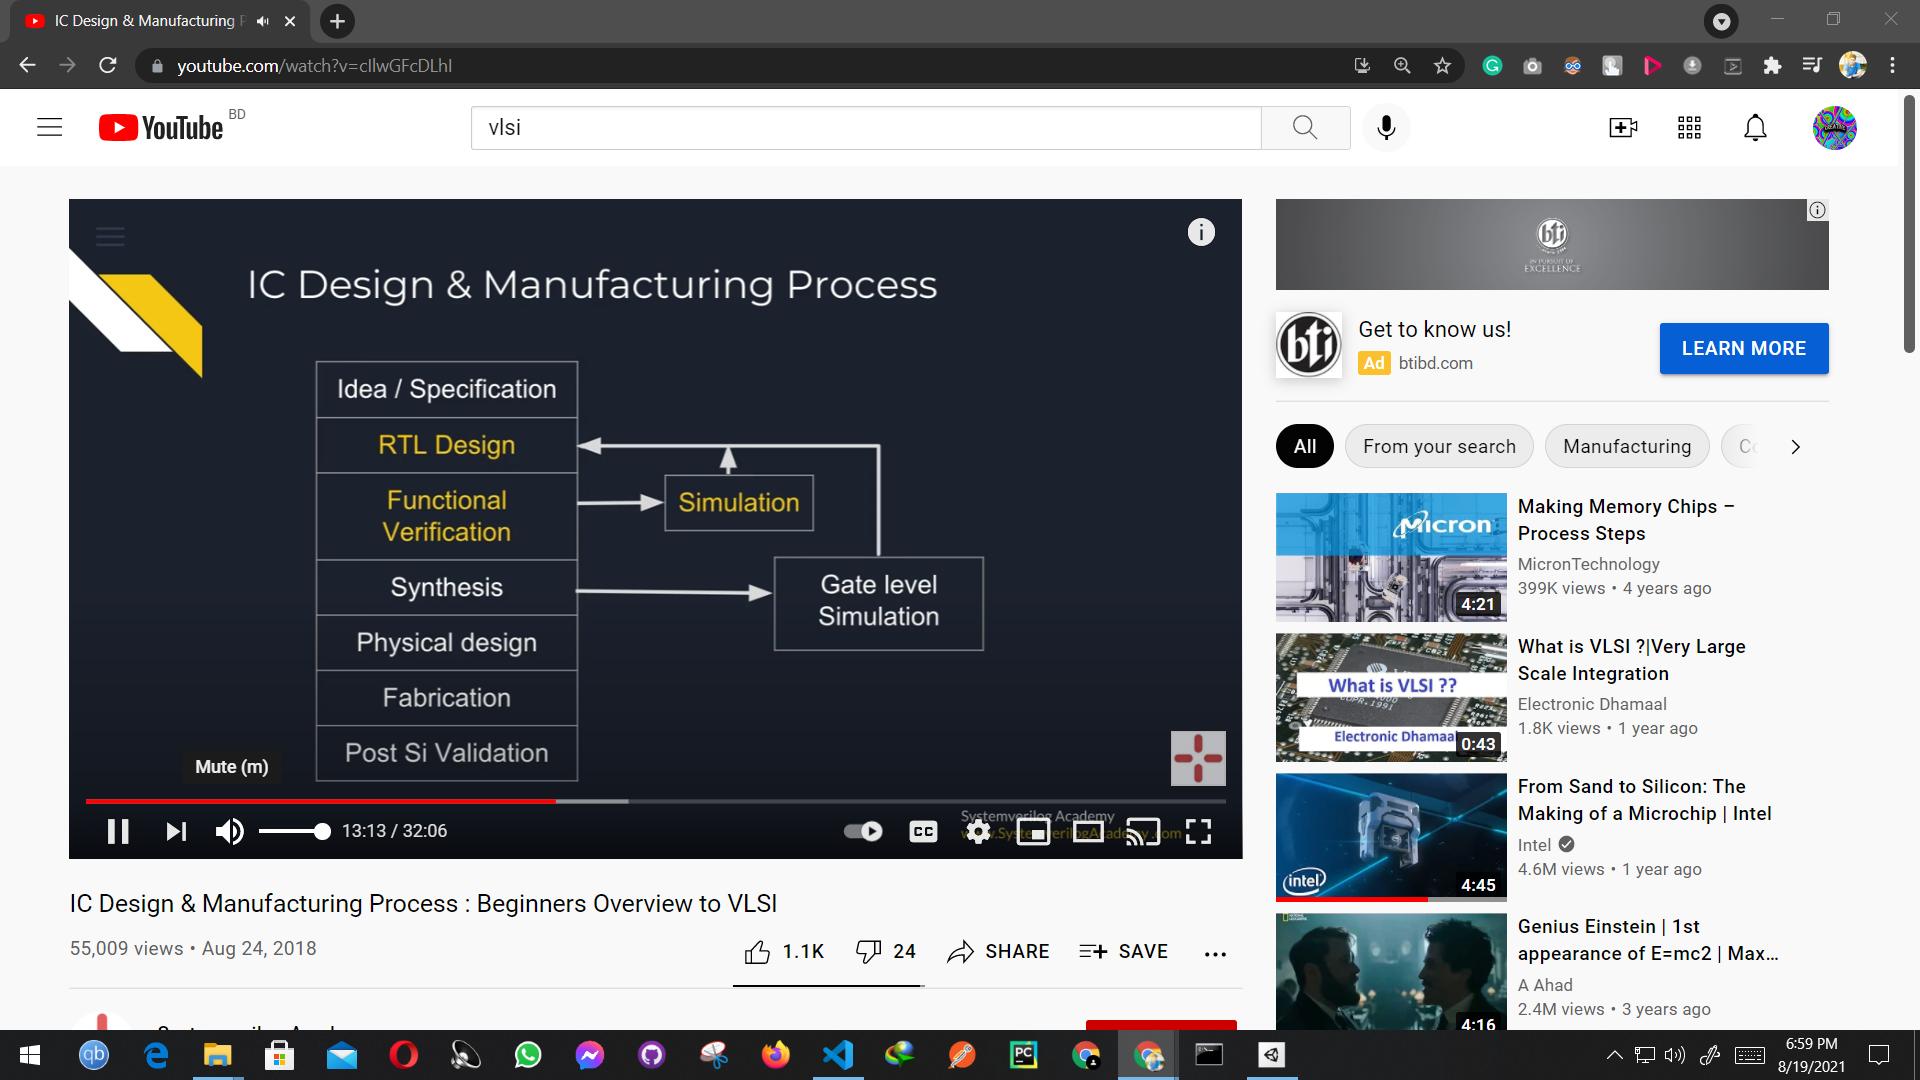 IC Design & Manufacturing P
youtube.com/watch?v=cIlwGFcDLhI
YouTube BD
vlsi
IC Design & Manufacturing Process
Idea / Specification
RTL Design
Functional
Verification
Simulation
Synthesis
Gate level
Simulation
Physical design
Fabrication
Post Si Validation
Mute (m)
Systemverilog Academy
13:13 / 32:06
CC
IC Design & Manufacturing Process : Beginners Overview to VLSI
55,009 views • Aug 24, 2018
1.1K
24
SHARE
SAVE
bti
IN PURSUIT OF
EXCELLENCE
bti
Get to know us!
Ad btibd.com
LEARN MORE
All
From your search
Manufacturing
Micron
4:21
Making Memory Chips –
Process Steps
MicronTechnology
399K views • 4 years ago
What is VLSI ??
Electronic Dhamaal
0:43
What is VLSI ?|Very Large
Scale Integration
Electronic Dhamaal
1.8K views • 1 year ago
intel
4:45
From Sand to Silicon: The
Making of a Microchip | Intel
Intel
4.6M views • 1 year ago
4:16
Genius Einstein | 1st
appearance of E=mc2 | Max...
A Ahad
2.4M views • 3 years ago
qb
PC
6:59 PM
8/19/2021